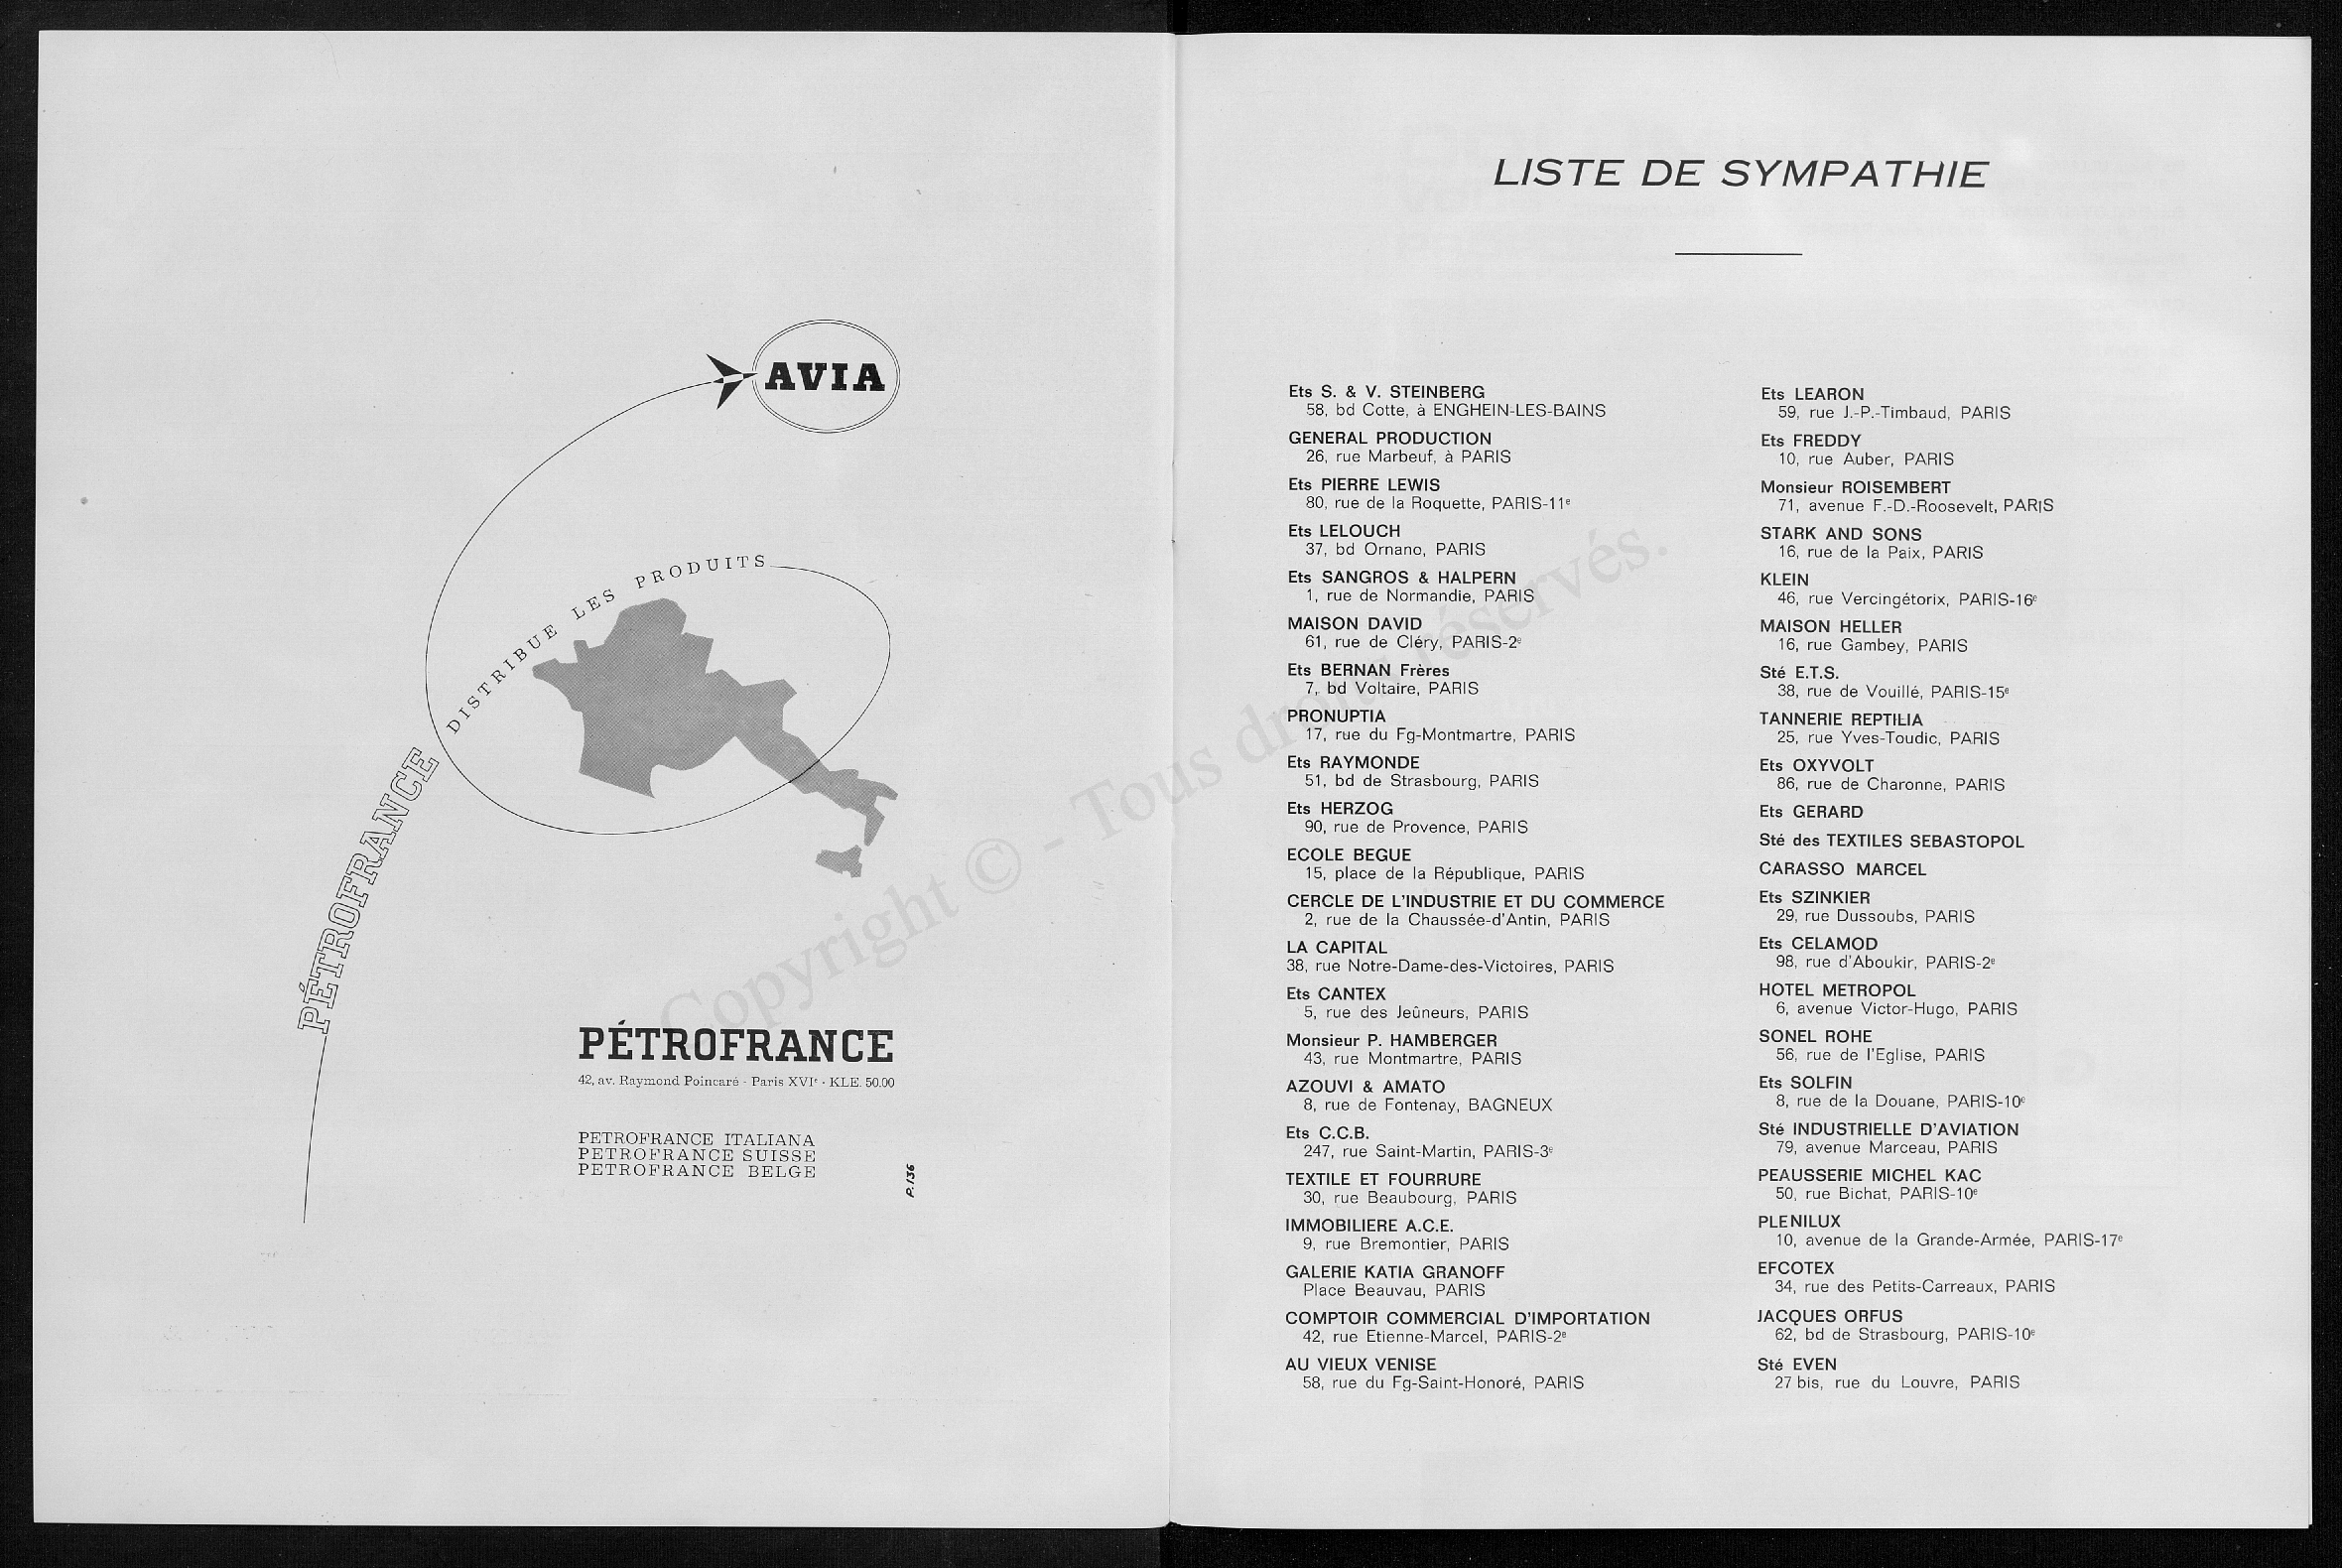 AVIA
PÉTROFRANCE DISTRIBUE LES PRODUITS
PÉTROFRANCE
42, av. Raymond Poincaré - Paris XVIe - KLE. 50.00
PETROFRANCE ITALIANA
PETROFRANCE SUISSE
PETROFRANCE BELGE
P.136
Copyright © - Tous droits réservés.
LISTE DE SYMPATHIE
Ets S. & V. STEINBERG
58, bd Cotte, à ENGHEIN-LES-BAINS
GENERAL PRODUCTION
26, rue Marbeuf, à PARIS
Ets PIERRE LEWIS
80, rue de la Roquette, PARIS-11e
Ets LELOUCH
37, bd Ornano, PARIS
Ets SANGROS & HALPERN
1, rue de Normandie, PARIS
MAISON DAVID
61, rue de Cléry, PARIS-2e
Ets BERNAN Frères
7, bd Voltaire, PARIS
PRONUPTIA
17, rue du Fg-Montmartre, PARIS
Ets RAYMONDE
51, bd de Strasbourg, PARIS
Ets HERZOG
90, rue de Provence, PARIS
ECOLE BEGUE
15, place de la République, PARIS
CERCLE DE L'INDUSTRIE ET DU COMMERCE
2, rue de la Chaussée-d'Antin, PARIS
LA CAPITAL
38, rue Notre-Dame-des-Victoires, PARIS
Ets CANTEX
5, rue des Jeûneurs, PARIS
Monsieur P. HAMBERGER
43, rue Montmartre, PARIS
AZOUVI & AMATO
8, rue de Fontenay, BAGNEUX
Ets C.C.B.
247, rue Saint-Martin, PARIS-3e
TEXTILE ET FOURRURE
30, rue Beaubourg, PARIS
IMMOBILIERE A.C.E.
9, rue Bremontier, PARIS
GALERIE KATIA GRANOFF
Place Beauvau, PARIS
COMPTOIR COMMERCIAL D'IMPORTATION
42, rue Etienne-Marcel, PARIS-2e
AU VIEUX VENISE
58, rue du Fg-Saint-Honoré, PARIS
Ets LEARON
59, rue J.-P.-Timbaud, PARIS
Ets FREDDY
10, rue Auber, PARIS
Monsieur ROISEMBERT
71, avenue F.-D.-Roosevelt, PARIS
STARK AND SONS
16, rue de la Paix, PARIS
KLEIN
46, rue Vercingétorix, PARIS-16e
MAISON HELLER
16, rue Gambey, PARIS
Sté E.T.S.
38, rue de Vouillé, PARIS-15e
TANNERIE REPTILIA
25, rue Yves-Toudic, PARIS
Ets OXYVOLT
86, rue de Charonne, PARIS
Ets GERARD
Sté des TEXTILES SEBASTOPOL
CARASSO MARCEL
Ets SZINKIER
29, rue Dussoubs, PARIS
Ets CELAMOD
98, rue d'Aboukir, PARIS-2e
HOTEL METROPOL
6, avenue Victor-Hugo, PARIS
SONEL ROHE
56, rue de l'Eglise, PARIS
Ets SOLFIN
8, rue de la Douane, PARIS-10e
Sté INDUSTRIELLE D'AVIATION
79, avenue Marceau, PARIS
PEAUSSERIE MICHEL KAC
50, rue Bichat, PARIS-10e
PLENILUX
10, avenue de la Grande-Armée, PARIS-17e
EFCOTEX
34, rue des Petits-Carreaux, PARIS
JACQUES ORFUS
62, bd de Strasbourg, PARIS-10e
Sté EVEN
27 bis, rue du Louvre, PARIS